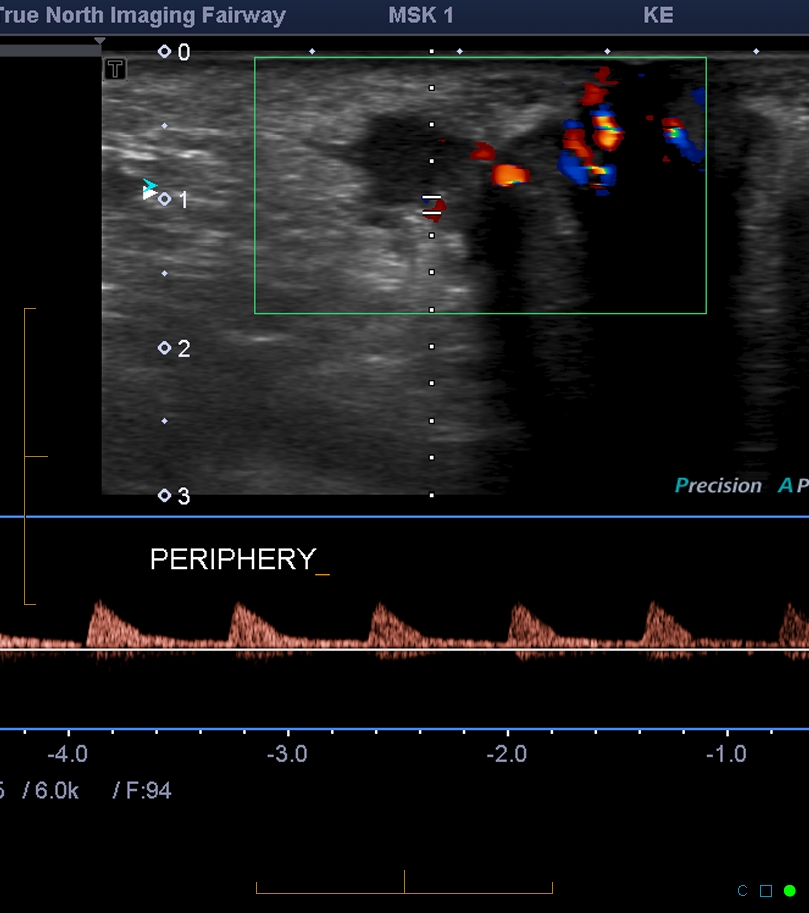 True North Imaging Fairway MSK 1 KE
T
0
1
2
3
Precision A P
PERIPHERY_
-4.0 -3.0 -2.0 -1.0
5 / 6.0k / F:94
C